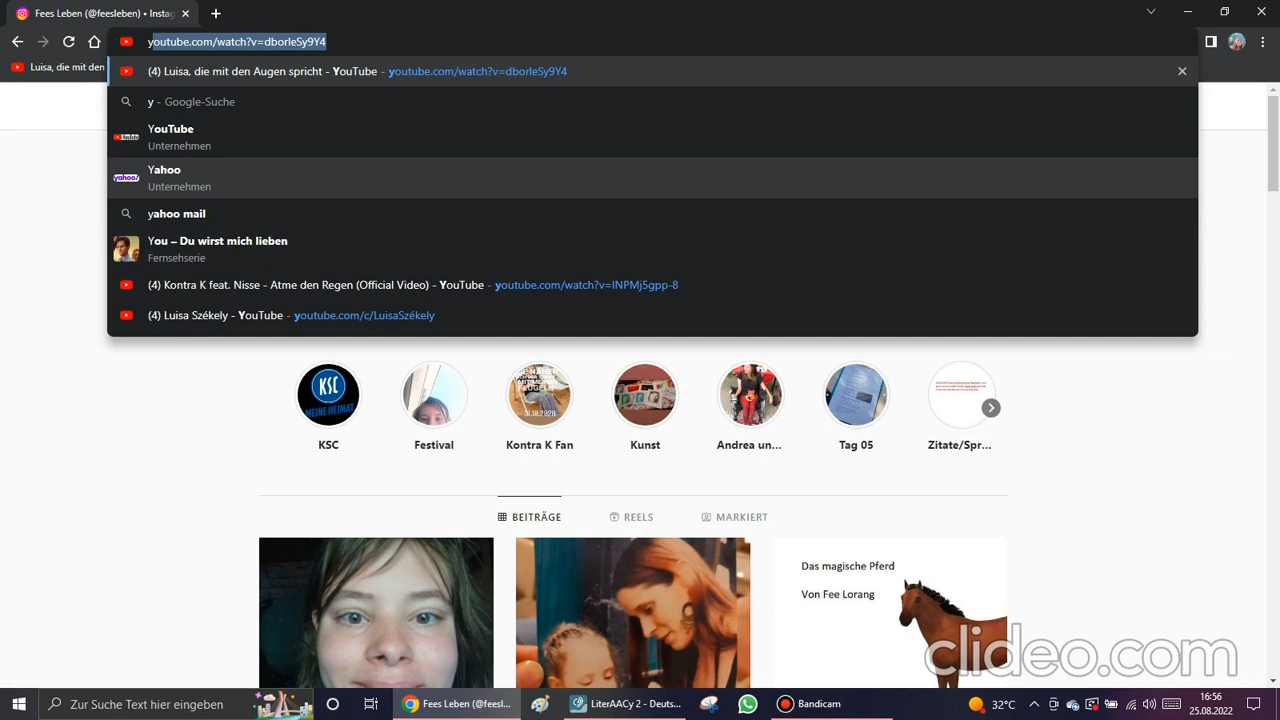 Fees Leben (@feesleben) • Instag
youtube.com/watch?v=dborleSy9Y4
Luisa, die mit den
(4) Luisa, die mit den Augen spricht - YouTube - youtube.com/watch?v=dborleSy9Y4
y - Google-Suche
YouTube
Unternehmen
Yahoo
Unternehmen
yahoo mail
You – Du wirst mich lieben
Fernsehserie
(4) Kontra K feat. Nisse - Atme den Regen (Official Video) - YouTube - youtube.com/watch?v=lNPMj5gpp-8
(4) Luisa Székely - YouTube - youtube.com/c/LuisaSzékely
KSC
MEINE HEIMAT
31.10.2020
KSC Festival Kontra K Fan Kunst Andrea un... Tag 05 Zitate/Spr...
BEITRÄGE REELS MARKIERT
Das magische Pferd
Von Fee Lorang
clideo.com
Zur Suche Text hier eingeben
Fees Leben (@feesl...
LiterAACy 2 - Deuts...
Bandicam
32°C
16:56
25.08.2022